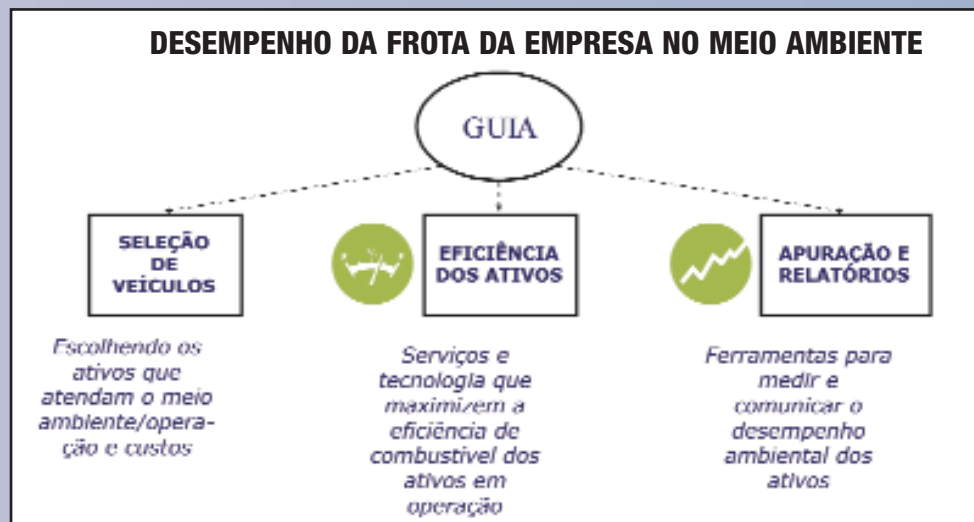 DESEMPENHO DA FROTA DA EMPRESA NO MEIO AMBIENTE
GUIA
SELEÇÃO
DE
VEÍCULOS
Escolhendo os
ativos que
atendam o meio
ambiente/opera-
ção e custos
EFICIÊNCIA
DOS ATIVOS
Serviços e
tecnologia que
maximizem a
eficiência de
combustível dos
ativos em
operação
APURAÇÃO E
RELATÓRIOS
Ferramentas para
medir e
comunicar o
desempenho
ambiental dos
ativos